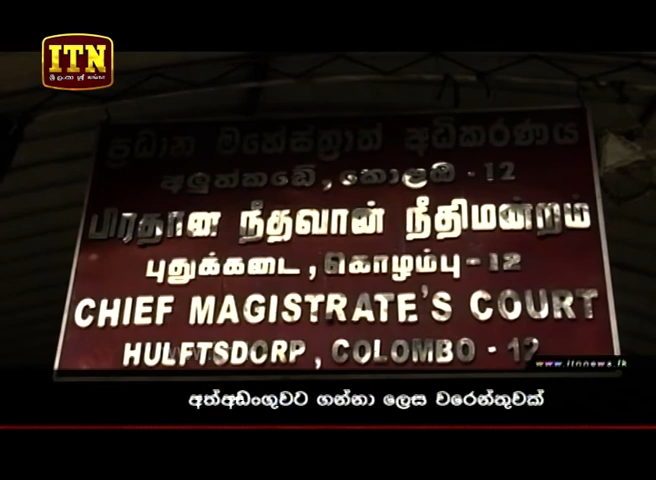 ITN
ප්‍රධාන මහේස්ත්‍රාත් අධිකරණය
අලුත්කඩේ, කොළඹ - 12
பிரதான நீதவான் நீதிமன்றம்
புதுக்கடை, கொழும்பு - 12
CHIEF MAGISTRATE'S COURT
HULFTSDORP, COLOMBO - 12
www.itnnews.lk
අත්අඩංගුවට ගන්නා ලෙස වරෙන්තුවක්